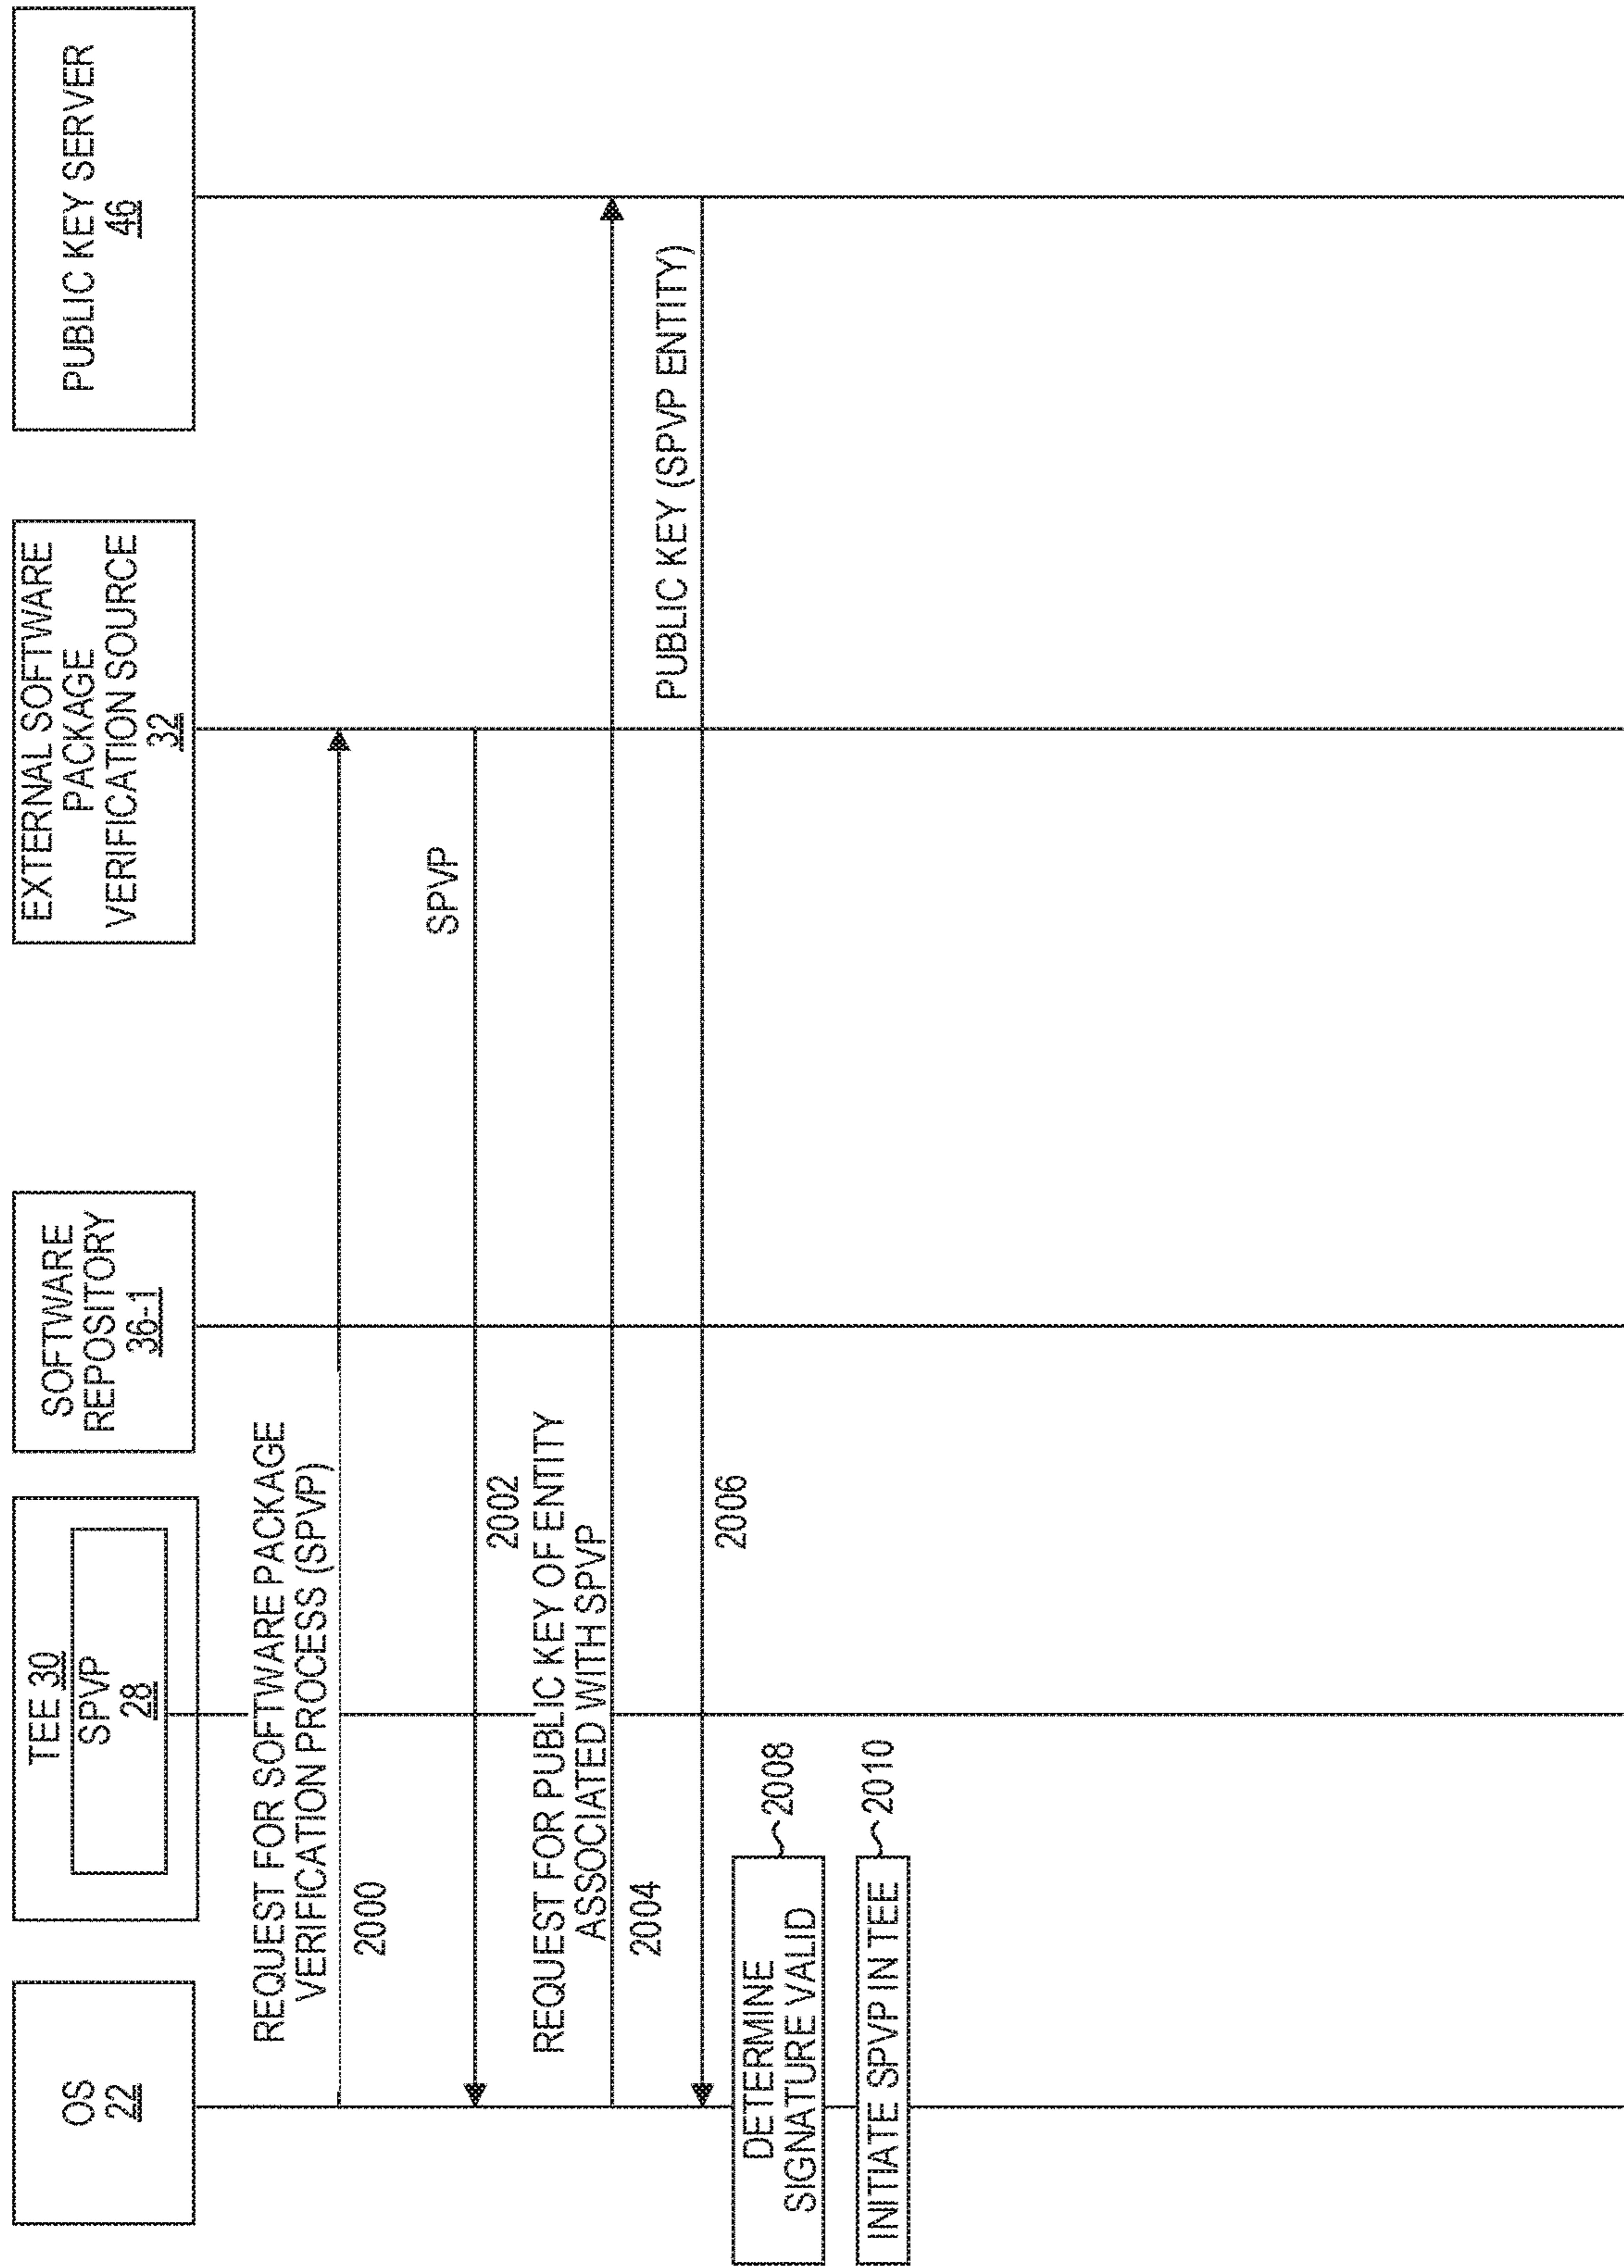 OS
22
TEE 30
SPVP
28
SOFTWARE
REPOSITORY
36-1
EXTERNAL SOFTWARE
PACKAGE
VERIFICATION SOURCE
32
PUBLIC KEY SERVER
46
REQUEST FOR SOFTWARE PACKAGE
VERIFICATION PROCESS (SPVP)
2000
SPVP
2002
REQUEST FOR PUBLIC KEY OF ENTITY
ASSOCIATED WITH SPVP
2004
PUBLIC KEY (SPVP ENTITY)
2006
DETERMINE
SIGNATURE VALID
2008
INITIATE SPVP IN TEE
2010